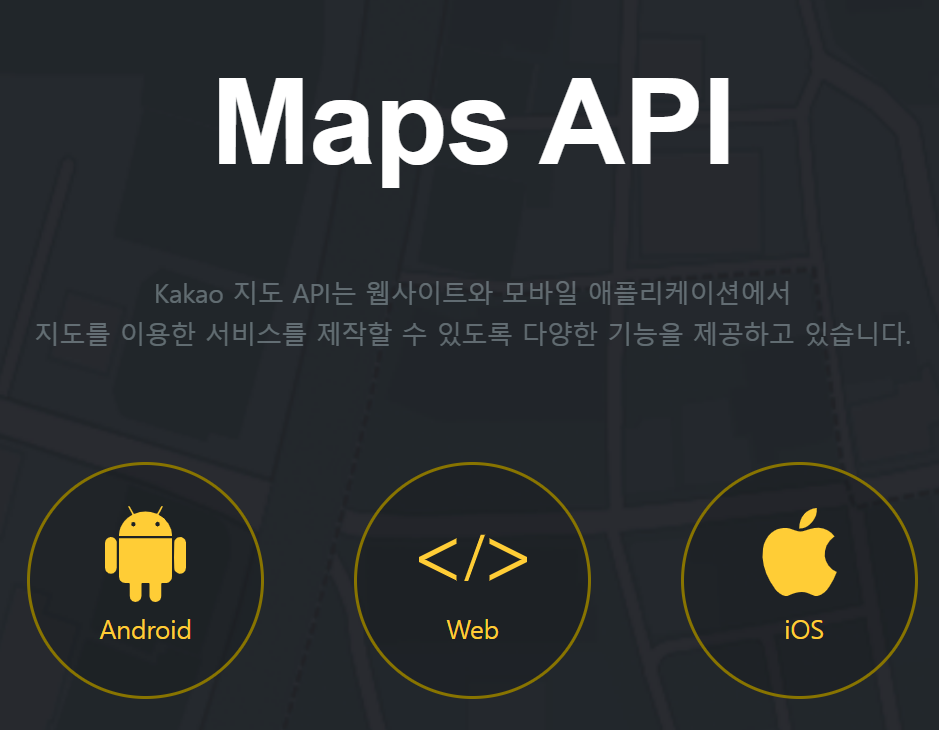 Maps API
Kakao 지도 API는 웹사이트와 모바일 애플리케이션에서
지도를 이용한 서비스를 제작할 수 있도록 다양한 기능을 제공하고 있습니다.
</>
Android
Web
iOS